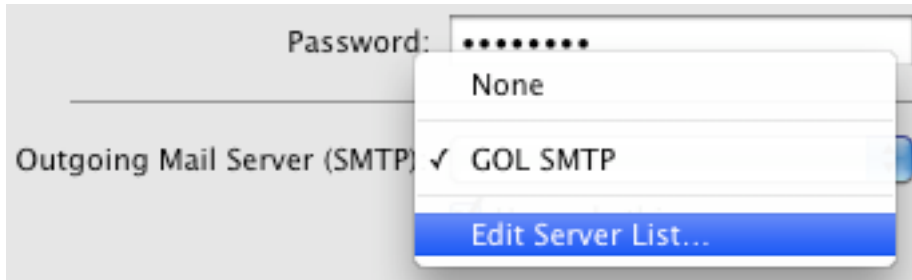 Password: ••••••••
None
Outgoing Mail Server (SMTP) ✓ GOL SMTP
Edit Server List...